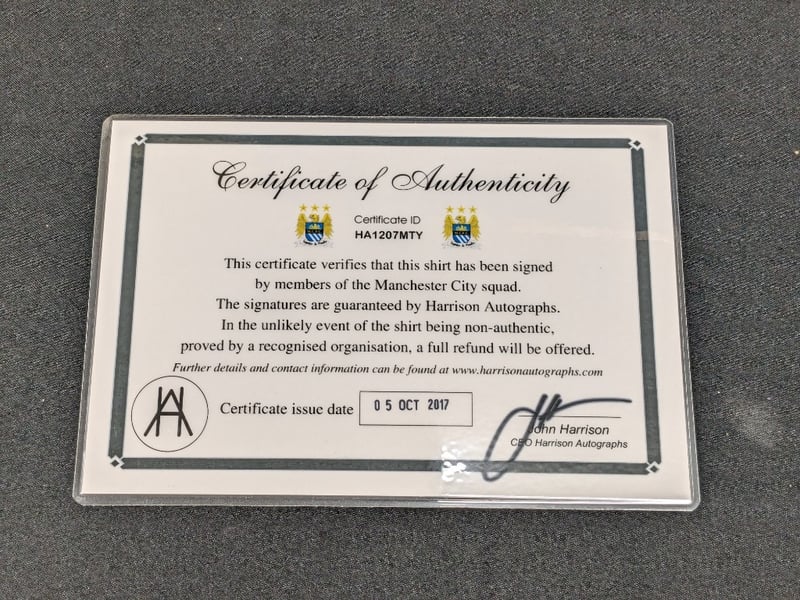 Certificate of Authenticity
Certificate ID
HA1207MTY
This certificate verifies that this shirt has been signed
by members of the Manchester City squad.
The signatures are guaranteed by Harrison Autographs.
In the unlikely event of the shirt being non-authentic,
proved by a recognised organisation, a full refund will be offered.
Further details and contact information can be found at www.harrisonautographs.com
Certificate issue date 05 OCT 2017
John Harrison
CEO Harrison Autographs